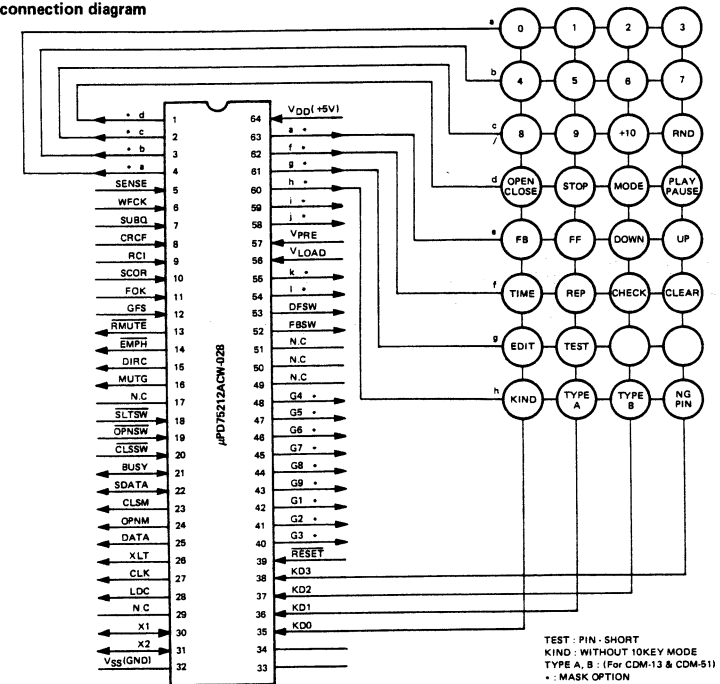 connection diagram
a 0 1 2 3
b 4 5 6 7
c / 8 9 +10 RND
d OPEN CLOSE STOP MODE PLAY PAUSE
e FB FF DOWN UP
f TIME REP CHECK CLEAR
g EDIT TEST
h KIND TYPE A TYPE B NG PIN
μPD75212ACW-028
* d 1
* c 2
* b 3
* a 4
SENSE 5
WFCK 6
SUBQ 7
CRCF 8
RCI 9
SCOR 10
FOK 11
GFS 12
RMUTE 13
EMPH 14
DIRC 15
MUTG 16
N.C 17
SLTSW 18
OPNSW 19
CLSSW 20
BUSY 21
SDATA 22
CLSM 23
OPNM 24
DATA 25
XLT 26
CLK 27
LDC 28
N C 29
X1 30
X2 31
VSS(GND) 32
64 VDD(+5V)
63 e *
62 f *
61 g *
60 h *
59 i *
58 j *
57 VPRE
56 VLOAD
55 k *
54 l *
53 DFSW
52 FBSW
51 N.C
50 N.C
49 N.C
48 G4 *
47 G5 *
46 G6 *
45 G7 *
44 G8 *
43 G9 *
42 G1 *
41 G2 *
40 G3 *
39 RESET
38 KD3
37 KD2
36 KD1
35 KD0
34
33
TEST : PIN - SHORT
KIND : WITHOUT 10KEY MODE
TYPE A, B : (For CDM-13 & CDM-51)
* : MASK OPTION